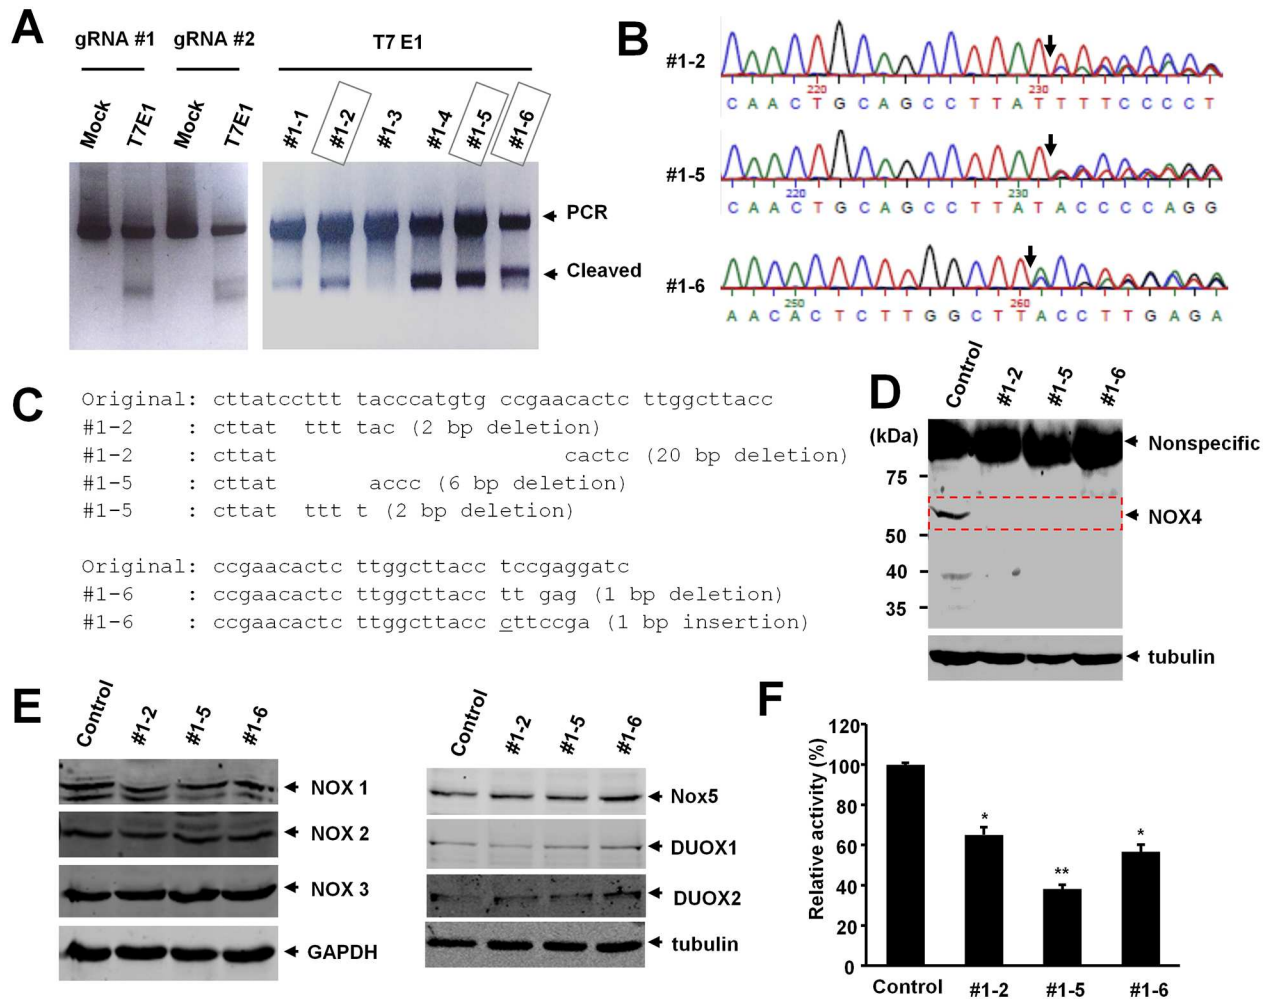 A
gRNA #1 gRNA #2 T7 E1
Mock T7E1 Mock T7E1 #1-1 #1-2 #1-3 #1-4 #1-5 #1-6
PCR
Cleaved
B
#1-2
220 230
C A A C T G C A G C C T T A T T T T C C C C T
#1-5
220 230
C A A C T G C A G C C T T A T A C C C C A G G
#1-6
250 260
A A C A C T C T T G G C T T A C C T T G A G A
C
Original: cttatccttt tacccatgtg ccgaacactc ttggcttacc
#1-2 : cttat ttt tac (2 bp deletion)
#1-2 : cttat cactc (20 bp deletion)
#1-5 : cttat accc (6 bp deletion)
#1-5 : cttat ttt t (2 bp deletion)
Original: ccgaacactc ttggcttacc tccgaggatc
#1-6 : ccgaacactc ttggcttacc tt gag (1 bp deletion)
#1-6 : ccgaacactc ttggcttacc cttccga (1 bp insertion)
D
Control #1-2 #1-5 #1-6
(kDa)
Nonspecific
75
NOX4
50
40
35
tubulin
E
Control #1-2 #1-5 #1-6
NOX 1
NOX 2
NOX 3
GAPDH
Control #1-2 #1-5 #1-6
Nox5
DUOX1
DUOX2
tubulin
F
Relative activity (%)
120
100
80
60
40
20
0
* ** *
Control #1-2 #1-5 #1-6